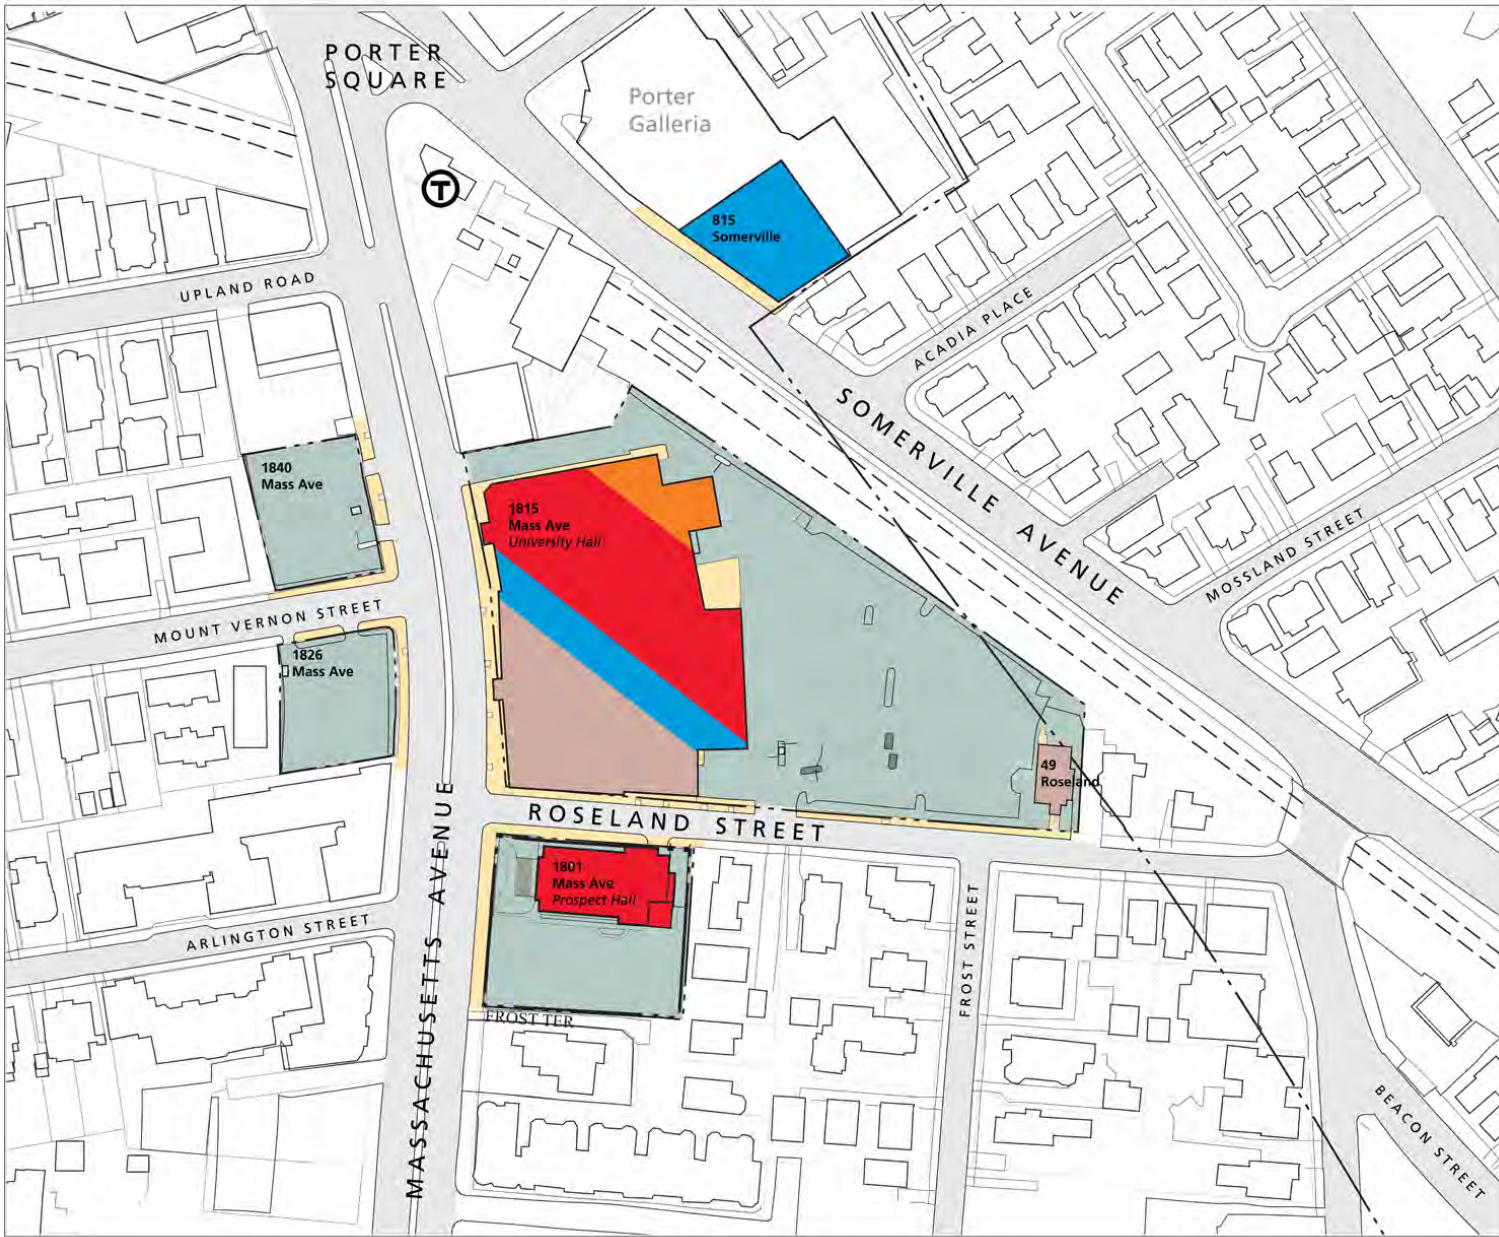 PORTER
SQUARE
Porter
Galleria
T
815
Somerville
UPLAND ROAD
ACADIA PLACE
SOMERVILLE AVENUE
1840
Mass Ave
1815
Mass Ave
University Hall
MOSSLAND STREET
MOUNT VERNON STREET
1826
Mass Ave
49
Roseland
ROSELAND STREET
MASSACHUSETTS AVENUE
1801
Mass Ave
Prospect Hall
ARLINGTON STREET
FROST STREET
FROST TER
BEACON STREET